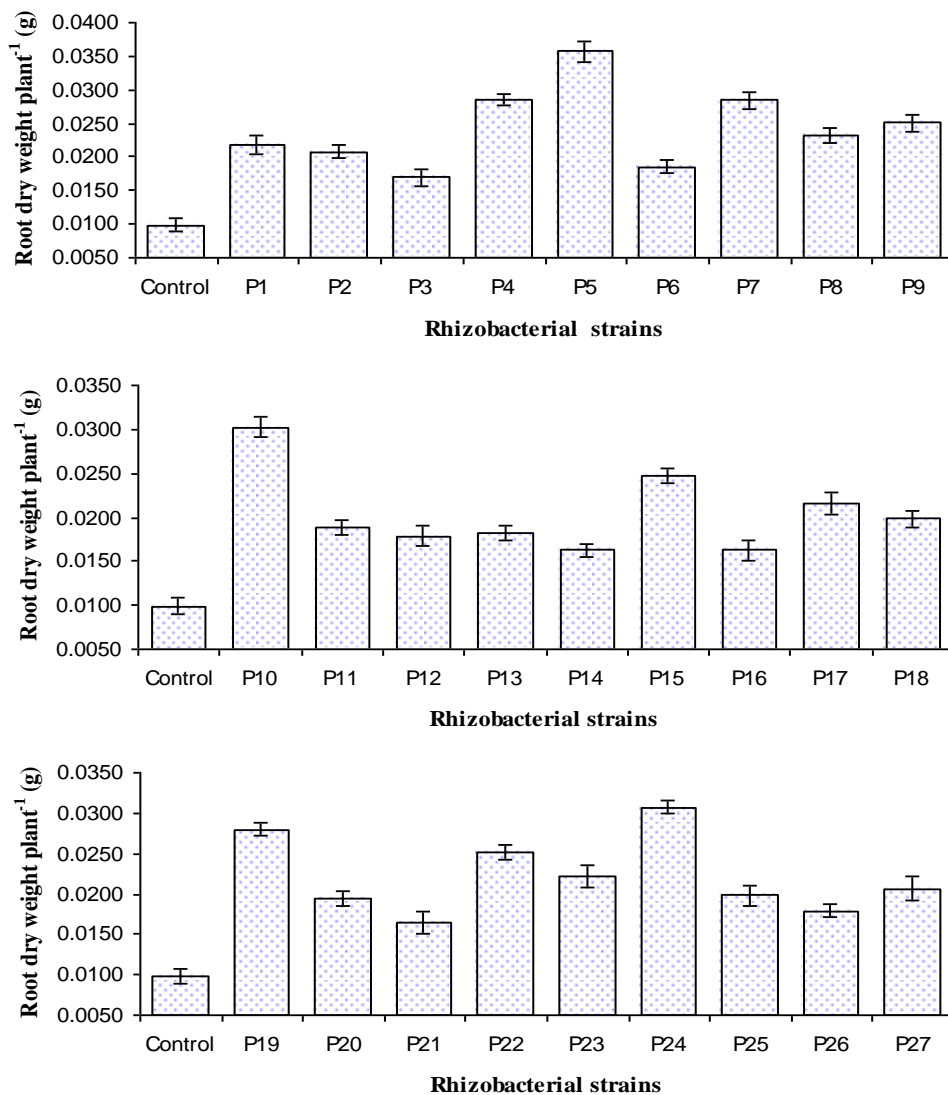 Root dry weight plant⁻¹ (g)
0.0400
0.0350
0.0300
0.0250
0.0200
0.0150
0.0100
0.0050
Control P1 P2 P3 P4 P5 P6 P7 P8 P9
Rhizobacterial strains
Root dry weight plant⁻¹ (g)
0.0350
0.0300
0.0250
0.0200
0.0150
0.0100
0.0050
Control P10 P11 P12 P13 P14 P15 P16 P17 P18
Rhizobacterial strains
Root dry weight plant⁻¹ (g)
0.0350
0.0300
0.0250
0.0200
0.0150
0.0100
0.0050
Control P19 P20 P21 P22 P23 P24 P25 P26 P27
Rhizobacterial strains